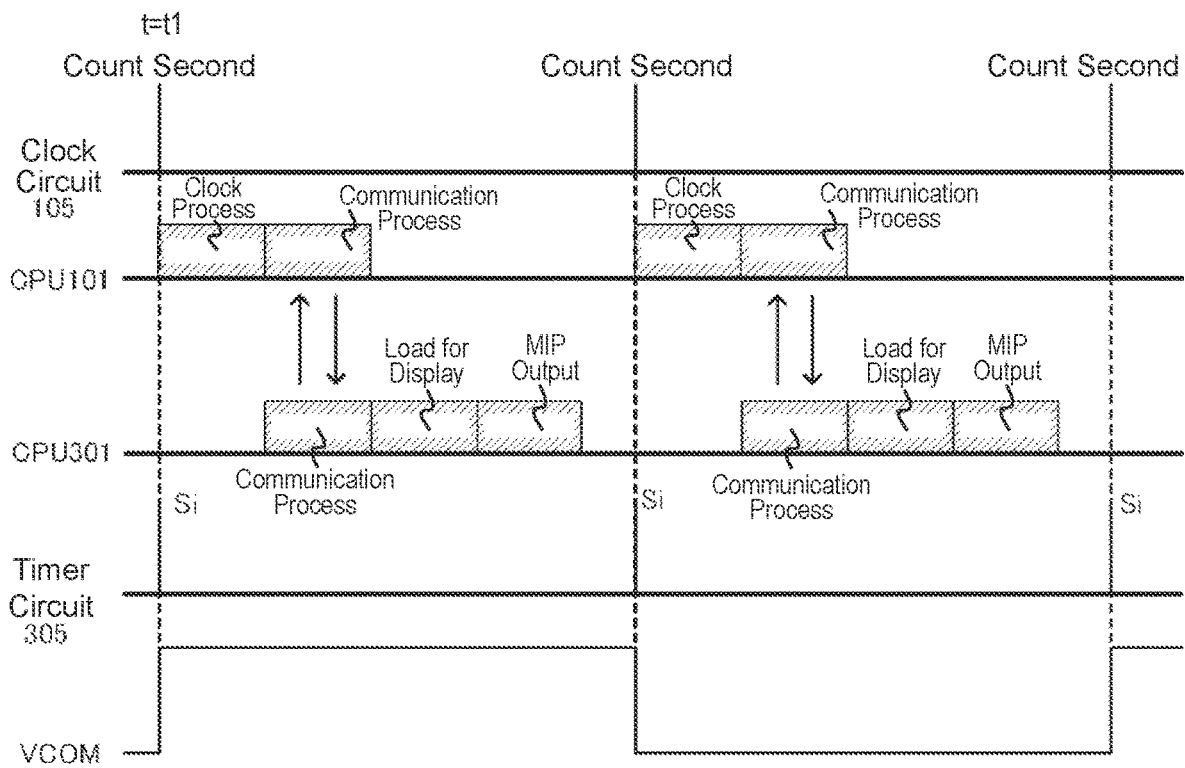 t=t1
Count Second
Count Second
Count Second
Clock
Circuit
105
Clock
Process
Communication
Process
Clock
Process
Communication
Process
CPU101
Load for
Display
MIP
Output
Load for
Display
MIP
Output
CPU301
Communication
Process
Communication
Process
Si
Si
Si
Timer
Circuit
305
VCOM